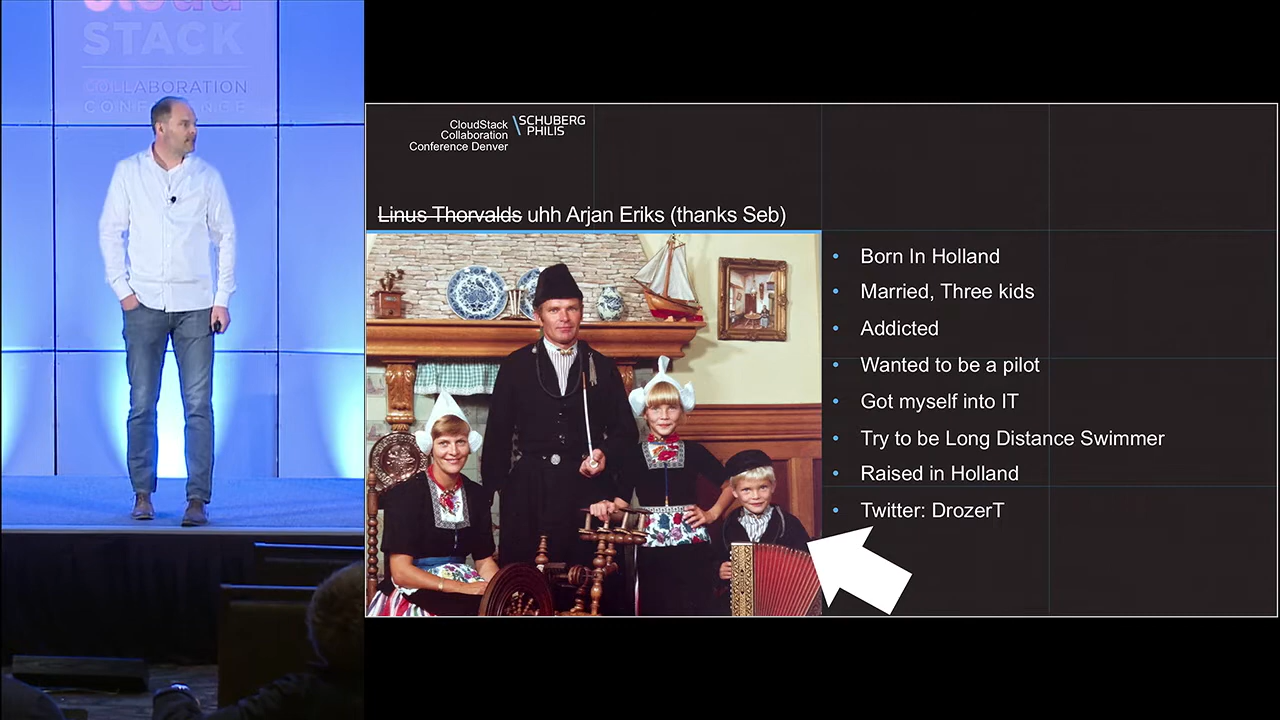 STACK
COLLABORATION
CONFERENCE
CloudStack
Collaboration
Conference Denver
SCHUBERG
PHILIS
Linus Thorvalds uhh Arjan Eriks (thanks Seb)
Born In Holland
Married, Three kids
Addicted
Wanted to be a pilot
Got myself into IT
Try to be Long Distance Swimmer
Raised in Holland
Twitter: DrozerT